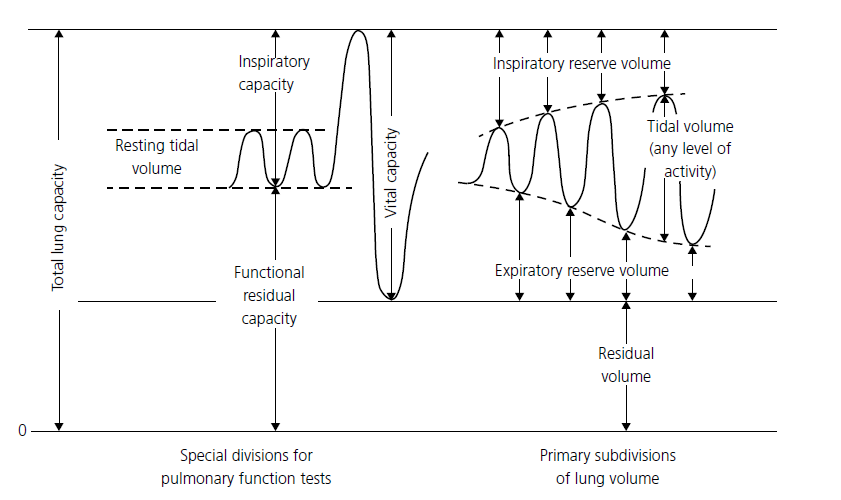 Inspiratory
capacity
Resting tidal
volume
Total lung capacity
Vital capacity
Functional
residual
capacity
0
Special divisions for
pulmonary function tests
Inspiratory reserve volume
Tidal volume
(any level of
activity)
Expiratory reserve volume
Residual
volume
Primary subdivisions
of lung volume